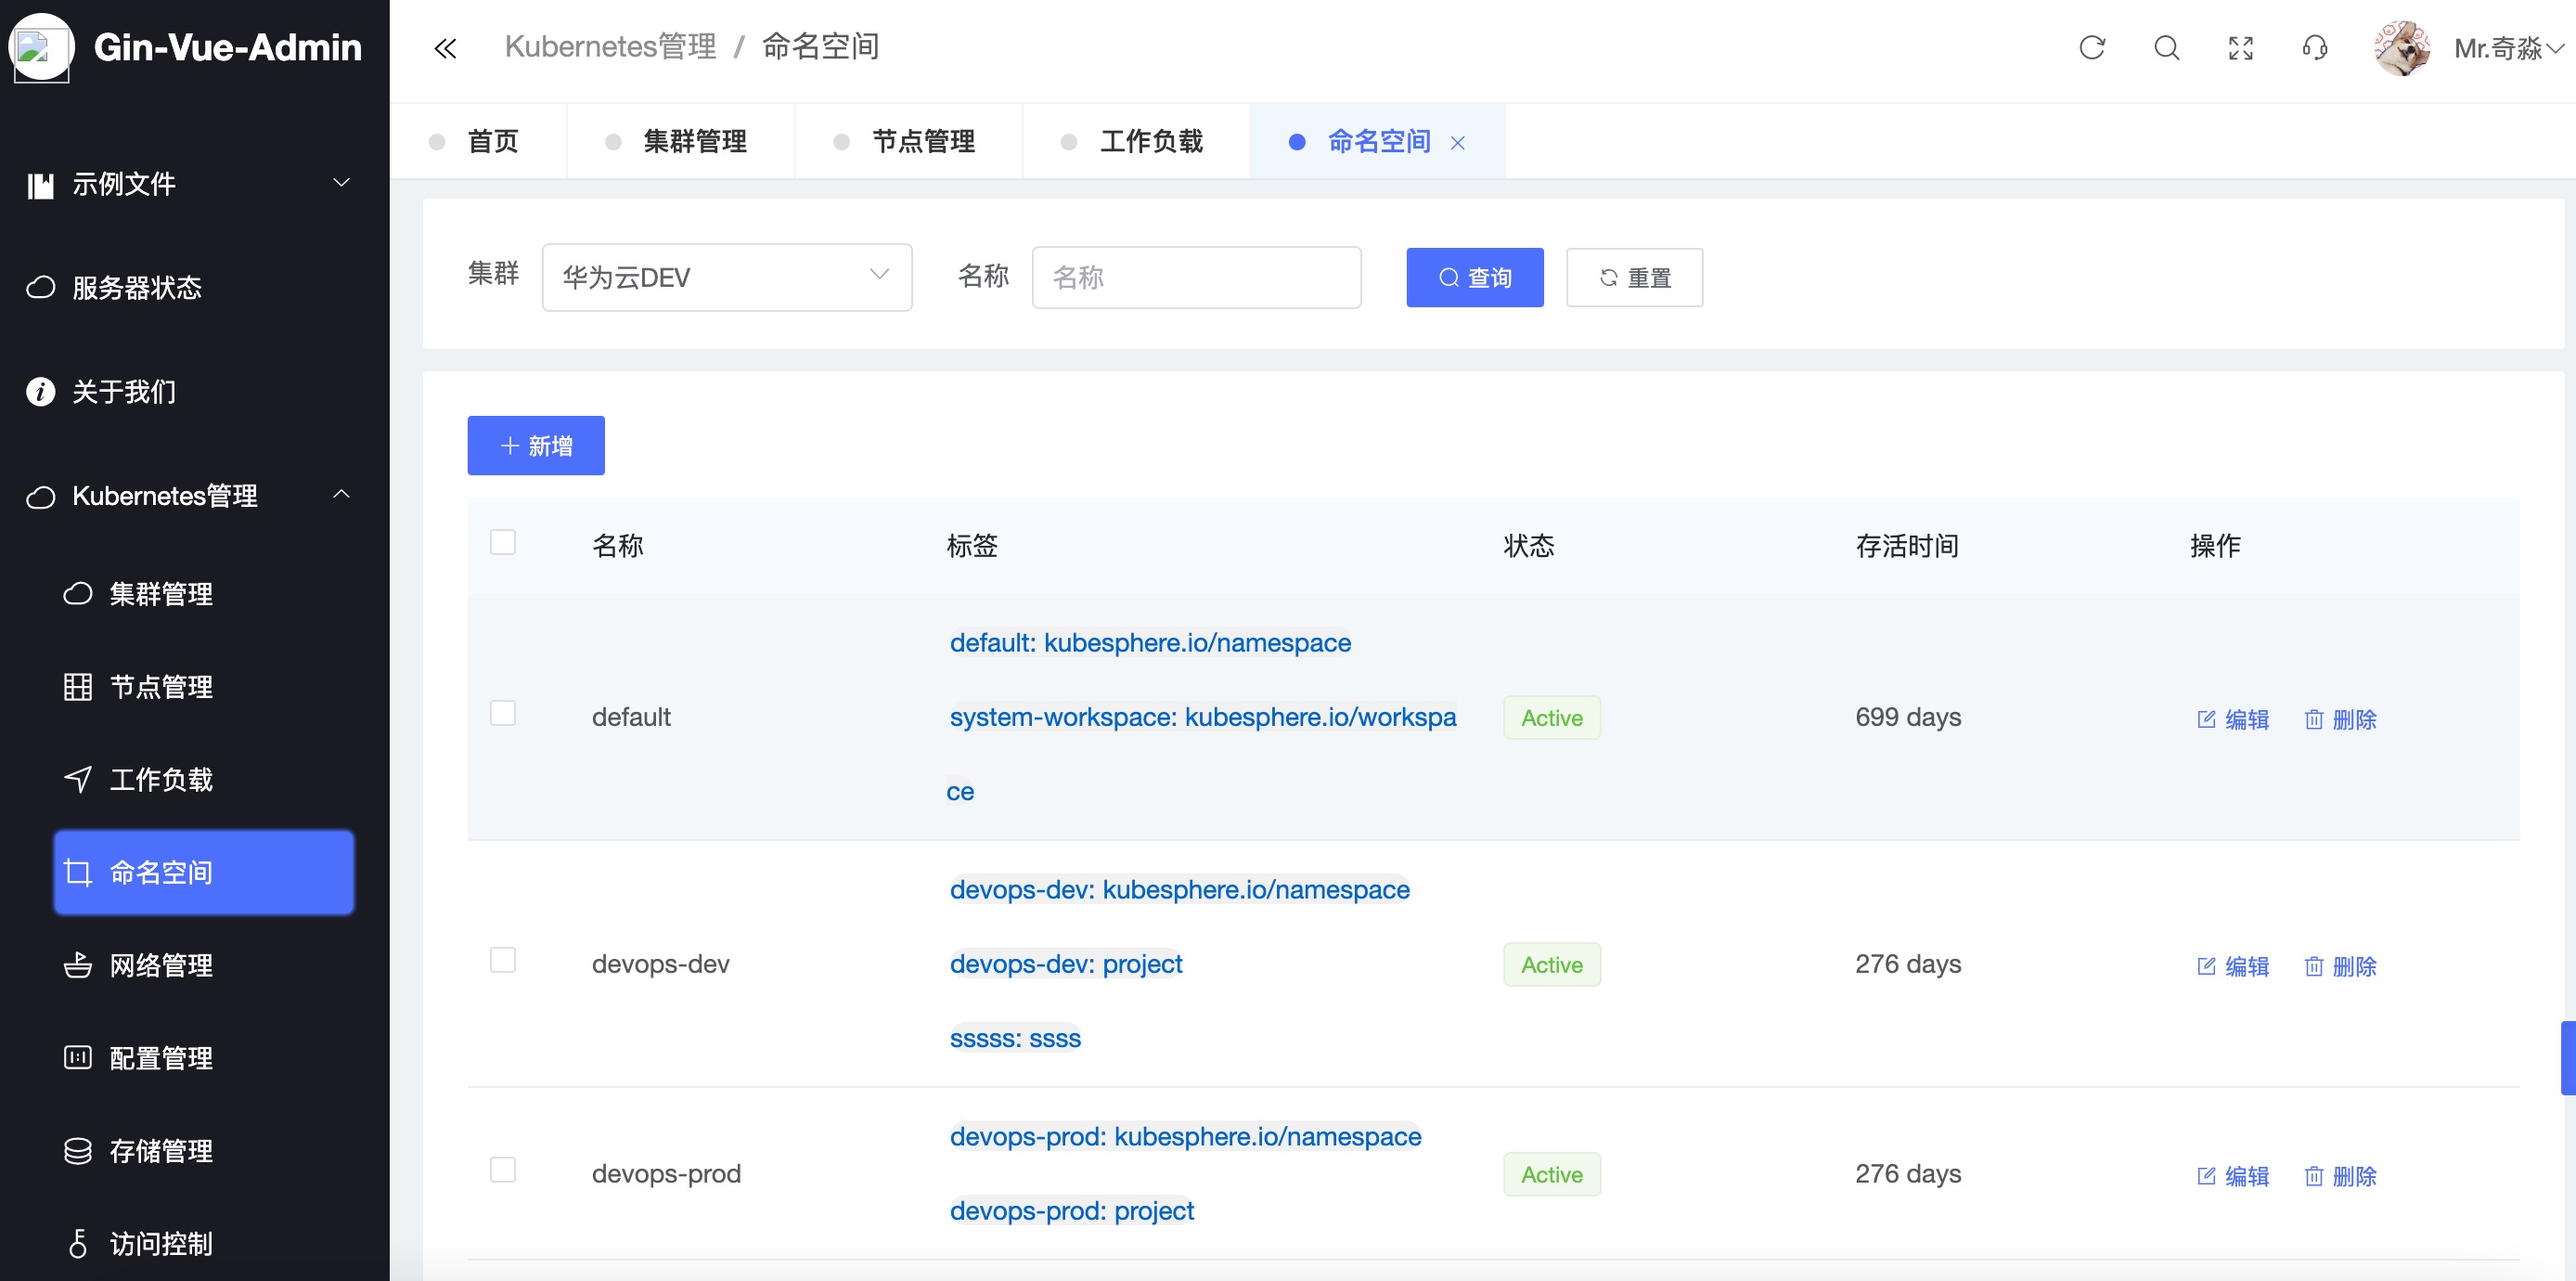 Gin-Vue-Admin
示例文件
服务器状态
关于我们
Kubernetes管理
集群管理
节点管理
工作负载
命名空间
网络管理
配置管理
存储管理
访问控制
Kubernetes管理 / 命名空间
Mr.奇淼
首页
集群管理
节点管理
工作负载
命名空间
集群 华为云DEV 名称 名称 查询 重置
新增
名称 标签 状态 存活时间 操作
default: kubesphere.io/namespace
default system-workspace: kubesphere.io/workspa Active 699 days 编辑 删除
ce
devops-dev: kubesphere.io/namespace
devops-dev devops-dev: project Active 276 days 编辑 删除
sssss: ssss
devops-prod: kubesphere.io/namespace
devops-prod Active 276 days 编辑 删除
devops-prod: project